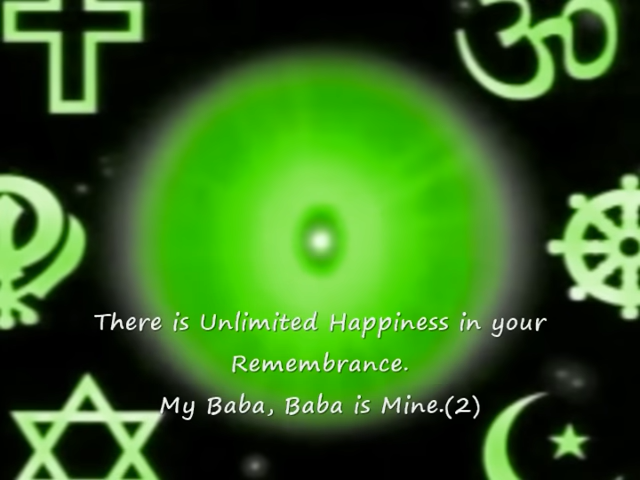 There is Unlimited Happiness in your
Remembrance.
My Baba, Baba is Mine.(2)